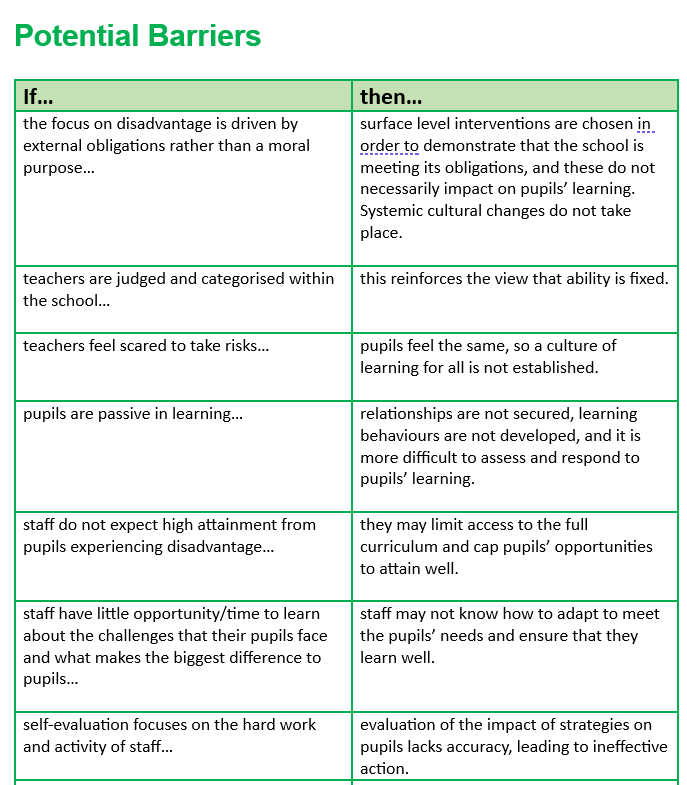 Potential Barriers
If...
then...
the focus on disadvantage is driven by
external obligations rather than a moral
purpose...
surface level interventions are chosen in
order to demonstrate that the school is
meeting its obligations, and these do not
necessarily impact on pupils’ learning.
Systemic cultural changes do not take
place.
teachers are judged and categorised within
the school...
this reinforces the view that ability is fixed.
teachers feel scared to take risks...
pupils feel the same, so a culture of
learning for all is not established.
pupils are passive in learning...
relationships are not secured, learning
behaviours are not developed, and it is
more difficult to assess and respond to
pupils’ learning.
staff do not expect high attainment from
pupils experiencing disadvantage...
they may limit access to the full
curriculum and cap pupils’ opportunities
to attain well.
staff have little opportunity/time to learn
about the challenges that their pupils face
and what makes the biggest difference to
pupils...
staff may not know how to adapt to meet
the pupils’ needs and ensure that they
learn well.
self-evaluation focuses on the hard work
and activity of staff...
evaluation of the impact of strategies on
pupils lacks accuracy, leading to ineffective
action.